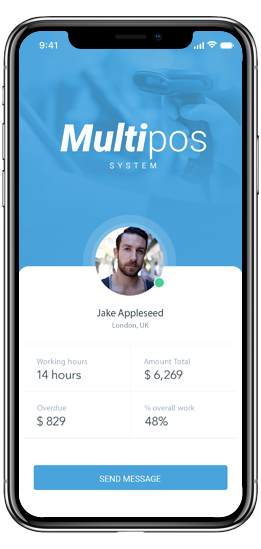 9:41
Multipos
SYSTEM
Jake Appleseed
London, UK
Working hours
14 hours
Amount Total
$ 6,269
Overdue
$ 829
% overall work
48%
SEND MESSAGE